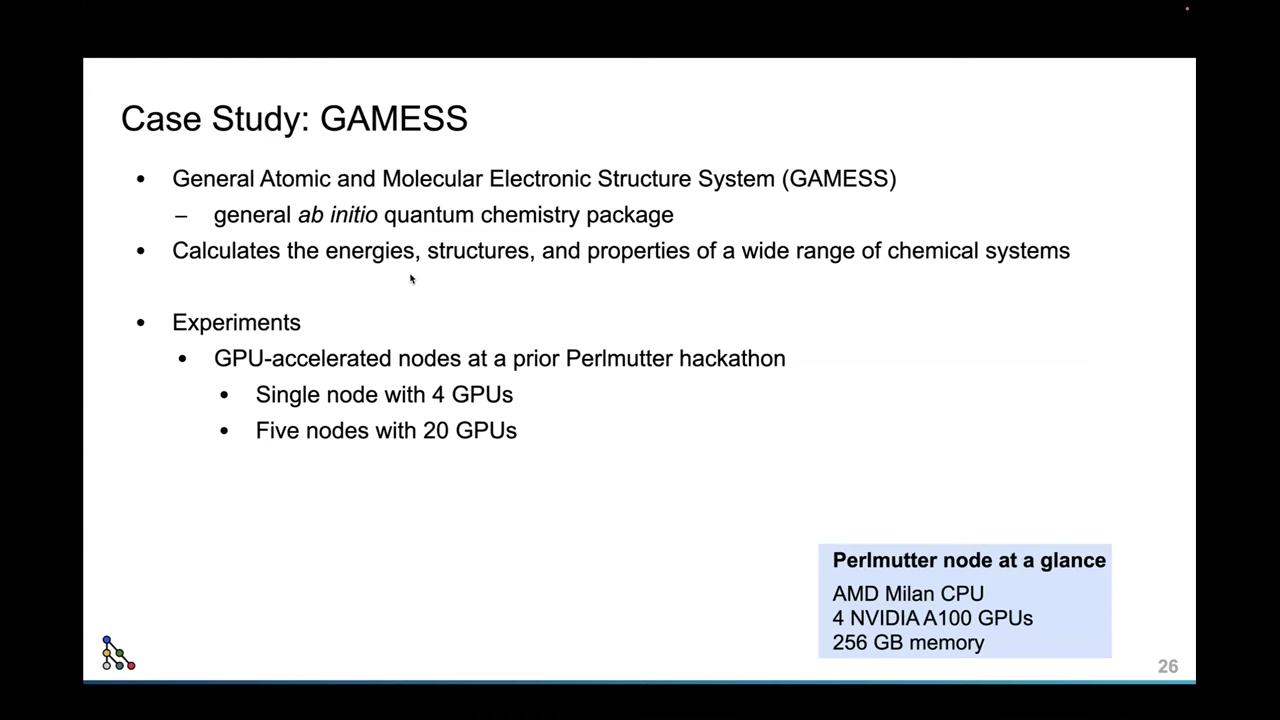 Case Study: GAMESS
• General Atomic and Molecular Electronic Structure System (GAMESS)
– general ab initio quantum chemistry package
• Calculates the energies, structures, and properties of a wide range of chemical systems
• Experiments
• GPU-accelerated nodes at a prior Perlmutter hackathon
• Single node with 4 GPUs
• Five nodes with 20 GPUs
Perlmutter node at a glance
AMD Milan CPU
4 NVIDIA A100 GPUs
256 GB memory
26